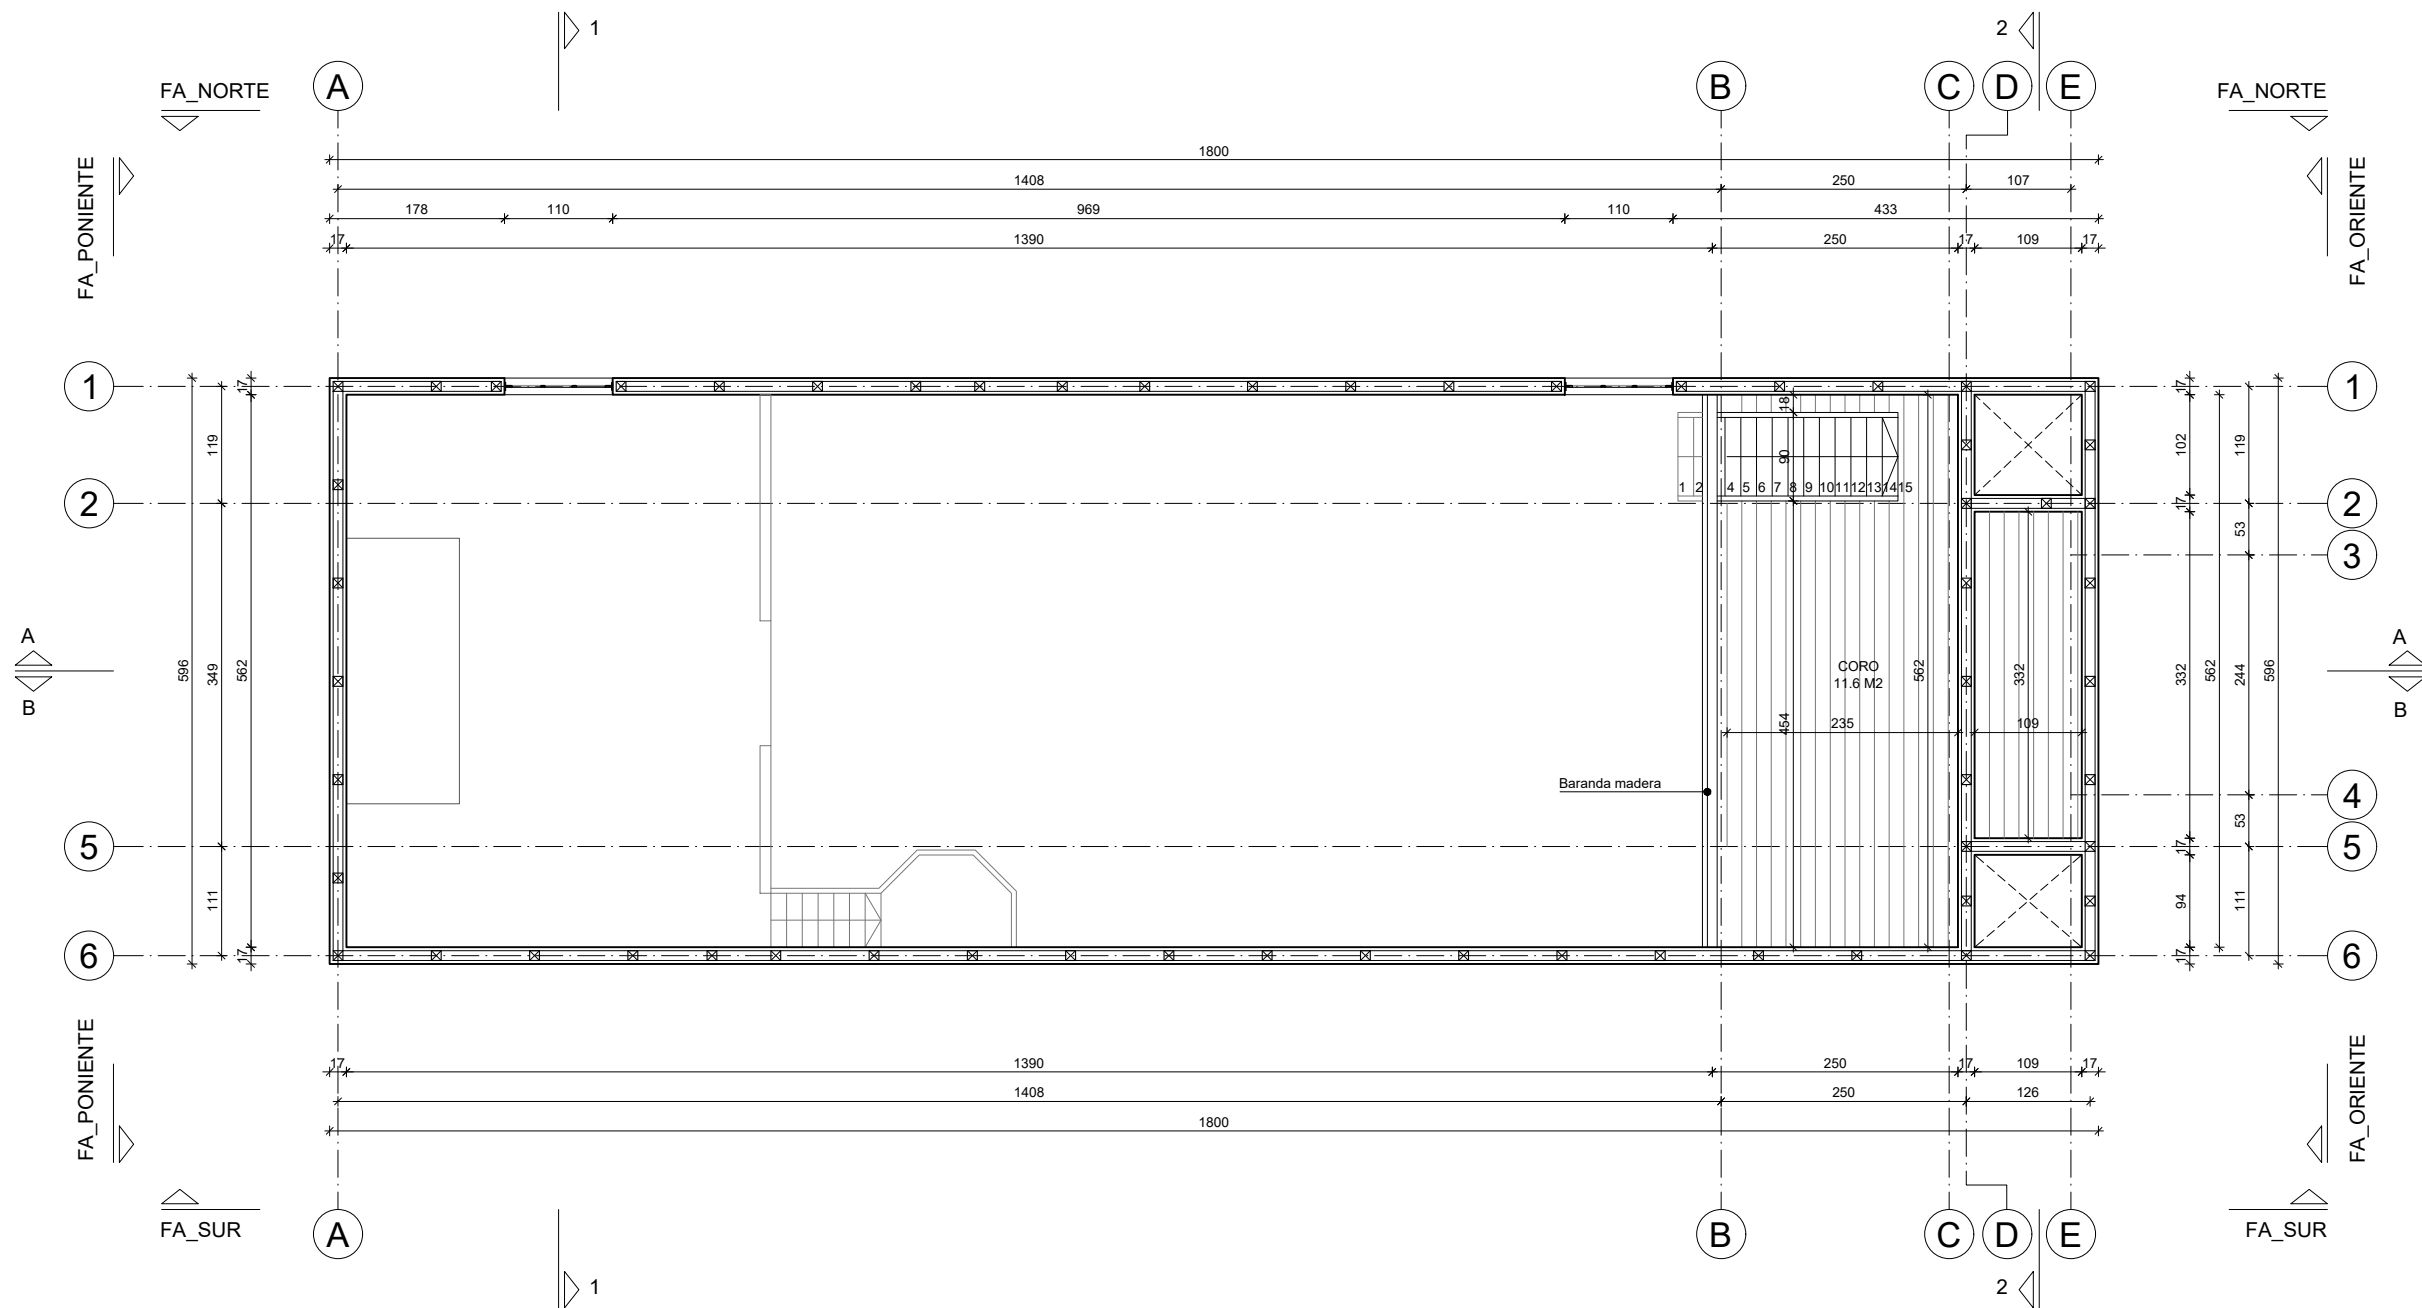 1
2
A
B
C
D
E
FA_NORTE
FA_NORTE
FA_PONIENTE
FA_ORIENTE
1800
1408
250
107
178
110
969
110
433
17
1390
250
17
109
17
1
1
2
2
3
4
5
5
6
6
A
B
A
B
596
119
349
111
17
562
17
18
90
1 2 4 5 6 7 8 9 10 11 12 13 14 15
CORO
11.6 M2
562
454
235
332
109
Baranda madera
17
102
17
332
17
94
17
562
119
53
244
53
111
596
17
1390
250
17
109
17
1408
250
126
1800
FA_PONIENTE
FA_ORIENTE
FA_SUR
FA_SUR
A
B
C
D
E
1
2